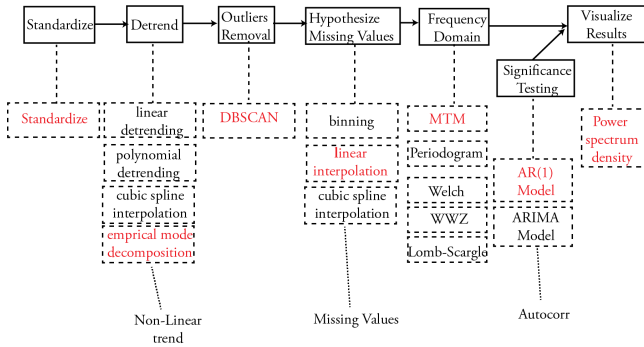 Standardize
Detrend
Outliers
Removal
Hypothesize
Missing Values
Frequency
Domain
Visualize
Results
Significance
Testing
Standardize
linear
detrending
polynomial
detrending
cubic spline
interpolation
emprical mode
decomposition
Non-Linear
trend
DBSCAN
binning
linear
interpolation
cubic spline
interpolation
Missing Values
MTM
Periodogram
Welch
WWZ
Lomb-Scargle
AR(1)
Model
ARIMA
Model
Autocorr
Power
spectrum
density